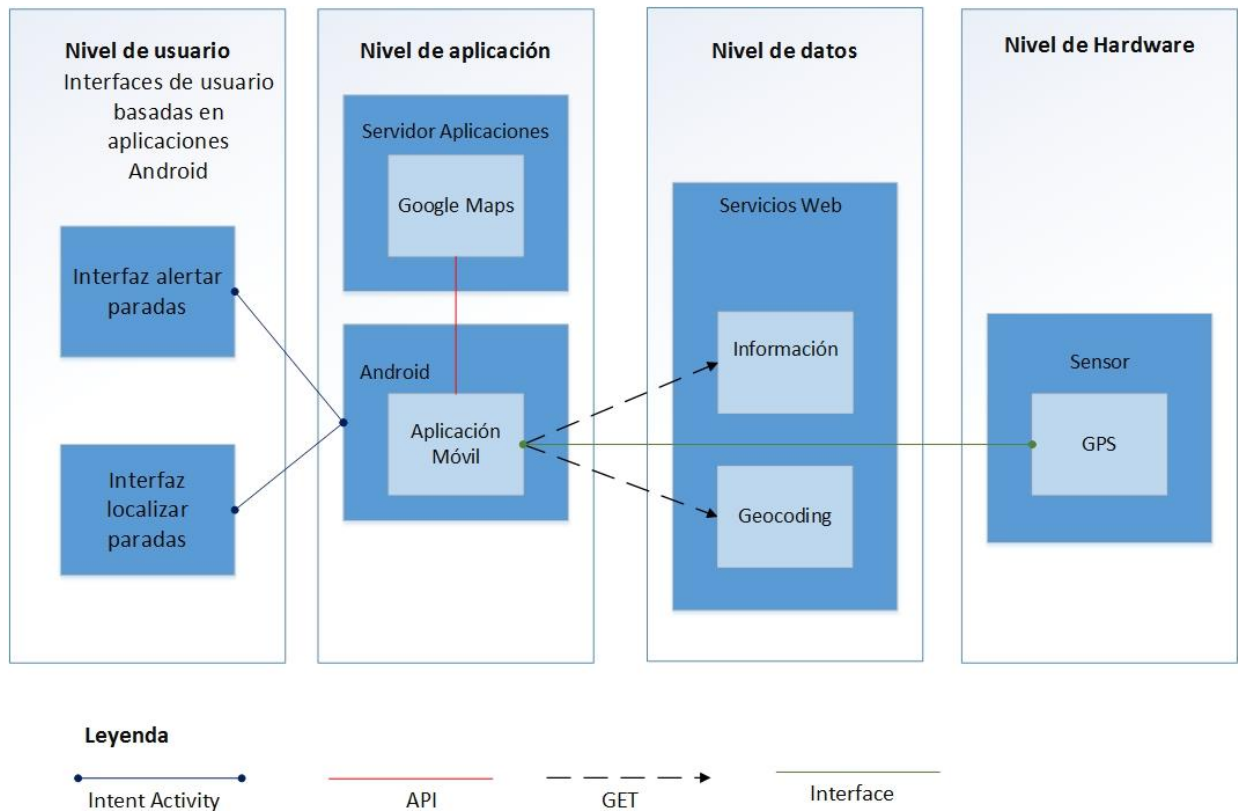 Nivel de usuario
Interfaces de usuario
basadas en
aplicaciones
Android
Interfaz alertar
paradas
Interfaz
localizar
paradas
Nivel de aplicación
Servidor Aplicaciones
Google Maps
Android
Aplicación
Móvil
Nivel de datos
Servicios Web
Información
Geocoding
Nivel de Hardware
Sensor
GPS
Leyenda
Intent Activity
API
GET
Interface